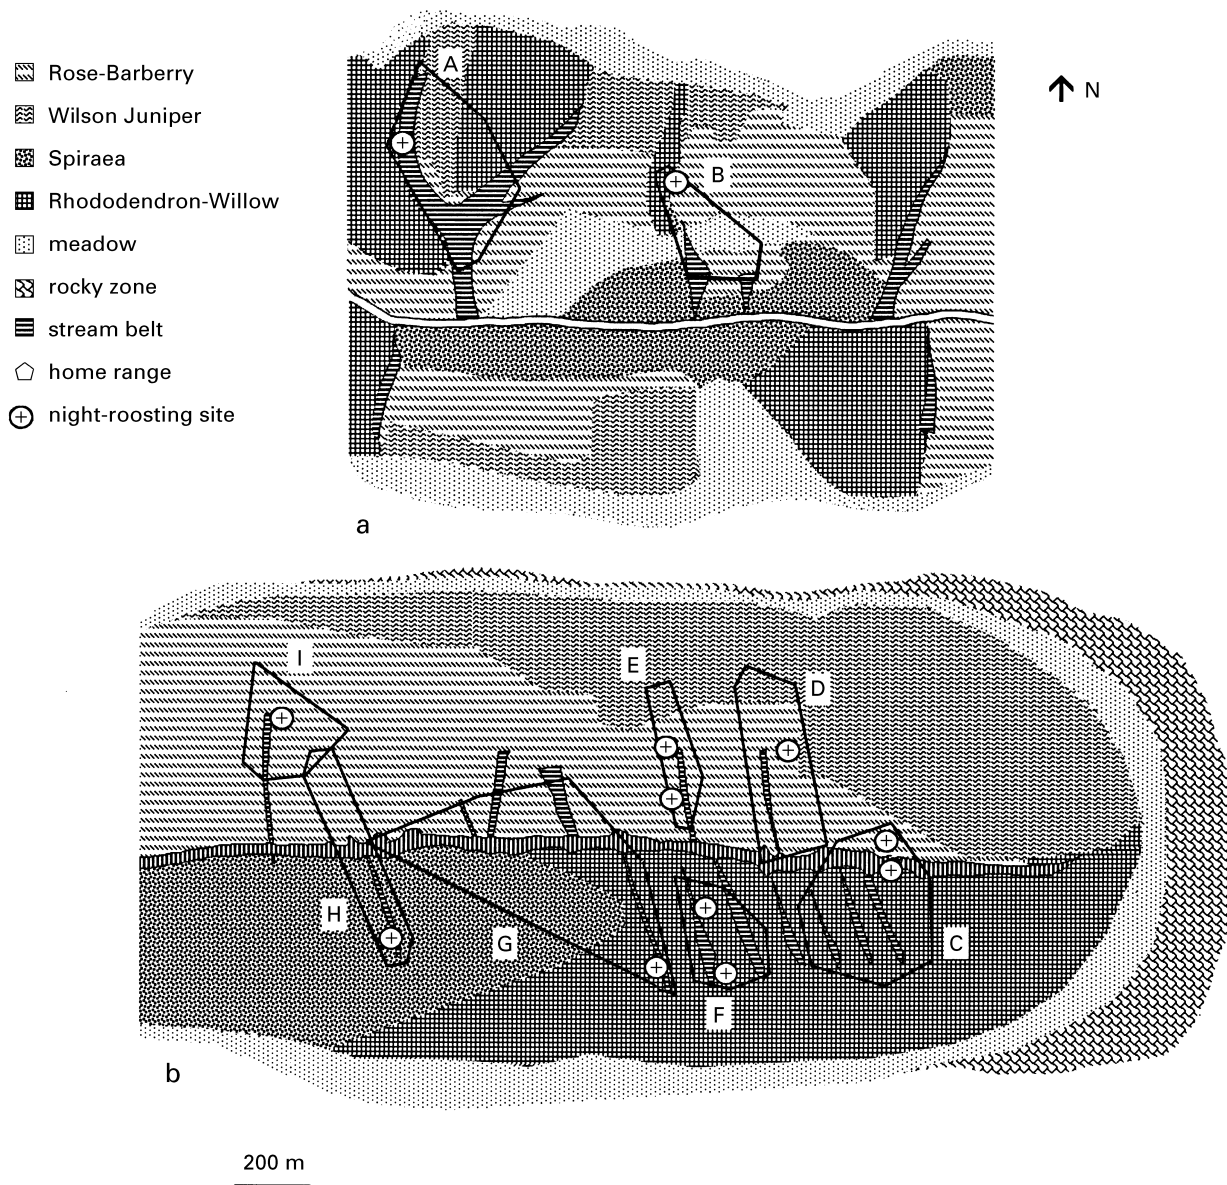 Rose-Barberry
Wilson Juniper
Spiraea
Rhododendron-Willow
meadow
rocky zone
stream belt
home range
night-roosting site
A
B
N
a
I
E
D
H
G
F
C
b
200 m